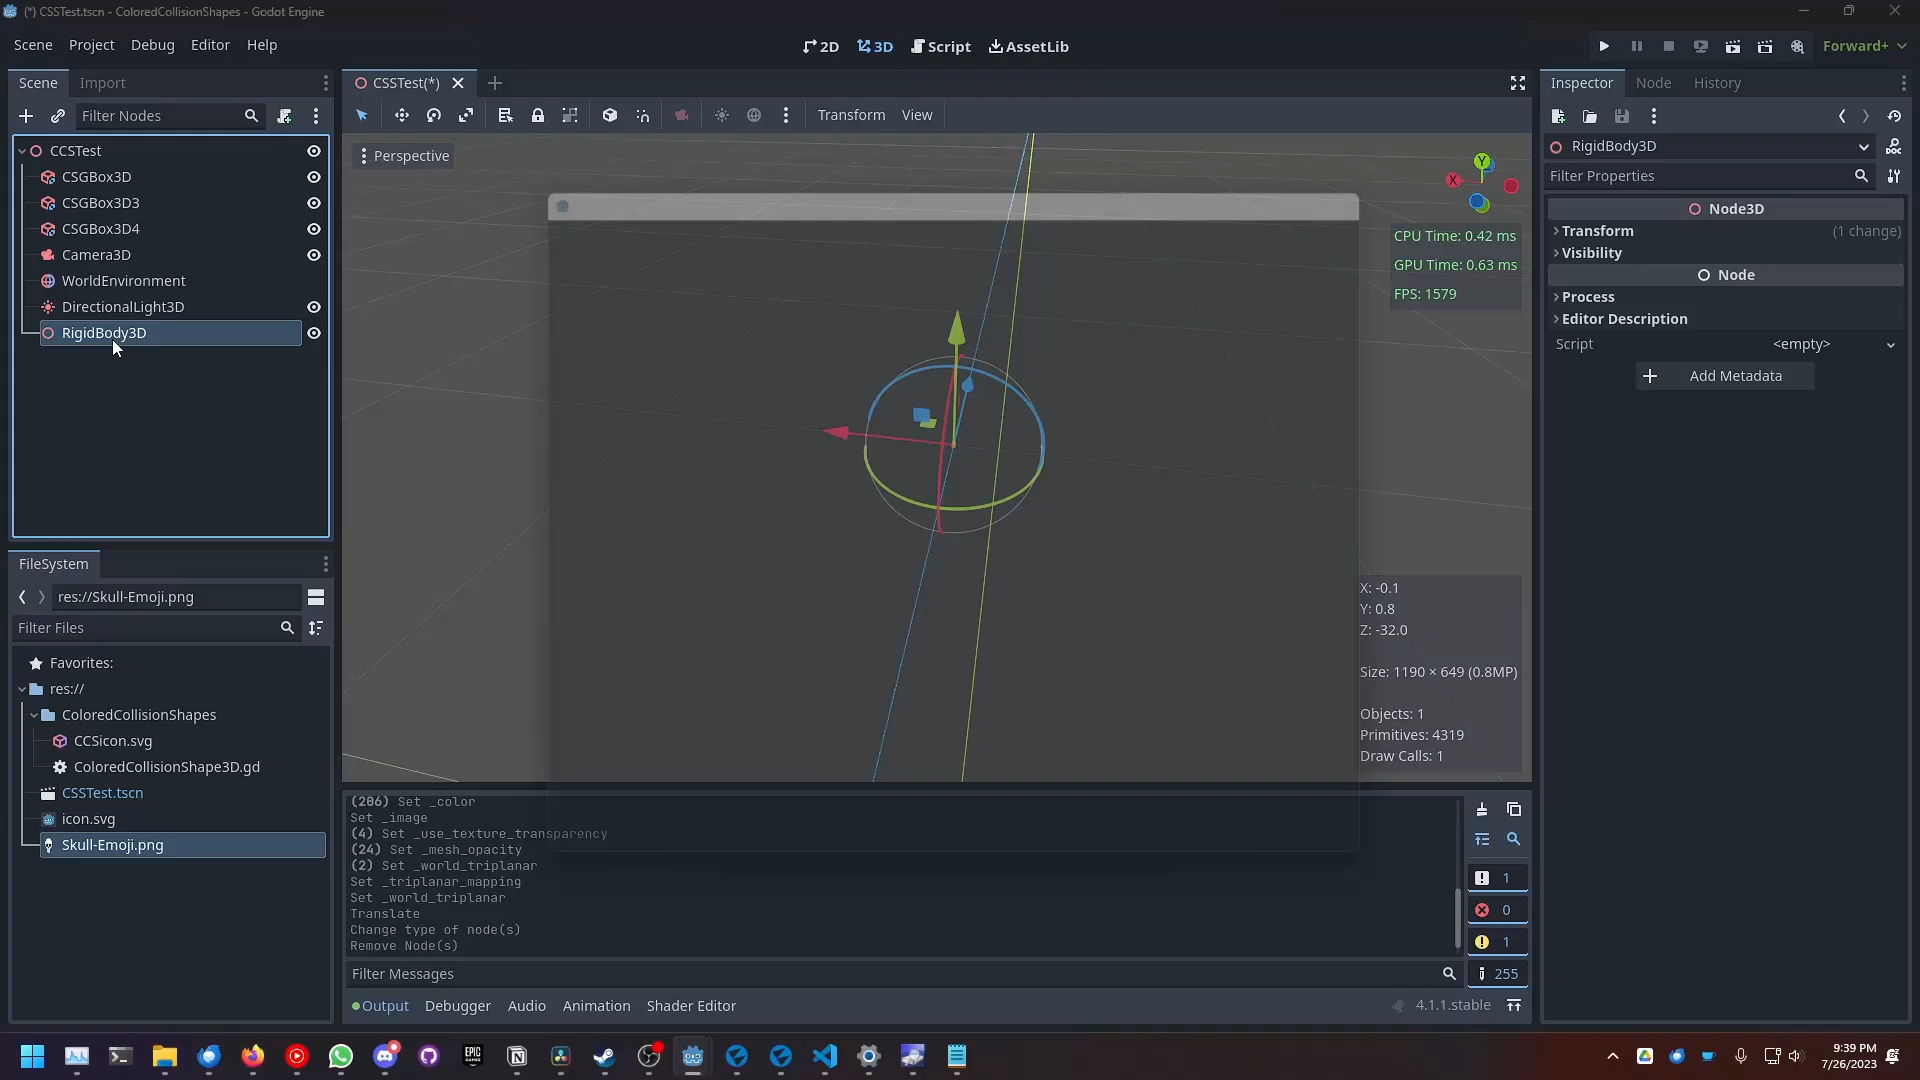 (*) CSSTest.tscn - ColoredCollisionShapes - Godot Engine
Scene Project Debug Editor Help
2D 3D Script AssetLib
Forward+
Scene Import
CSSTest(*)
Inspector Node History
Filter Nodes
Transform View
RigidBody3D
Filter Properties
CCSTest
CSGBox3D
CSGBox3D3
CSGBox3D4
Camera3D
WorldEnvironment
DirectionalLight3D
RigidBody3D
Perspective
Y
X
CPU Time: 0.42 ms
GPU Time: 0.63 ms
FPS: 1579
X: -0.1
Y: 0.8
Z: -32.0
Size: 1190 × 649 (0.8MP)
Objects: 1
Primitives: 4319
Draw Calls: 1
Node3D
Transform (1 change)
Visibility
Node
Process
Editor Description
Script <empty>
Add Metadata
FileSystem
res://Skull-Emoji.png
Filter Files
Favorites:
res://
ColoredCollisionShapes
CCSicon.svg
ColoredCollisionShape3D.gd
CSSTest.tscn
icon.svg
Skull-Emoji.png
(206) Set _color
Set _image
(4) Set _use_texture_transparency
(24) Set _mesh_opacity
(2) Set _world_triplanar
Set _triplanar_mapping
Set _world_triplanar
Translate
Change type of node(s)
Remove Node(s)
1
0
1
255
Filter Messages
Output Debugger Audio Animation Shader Editor
4.1.1.stable
EPIC GAMES
9:39 PM
7/26/2023